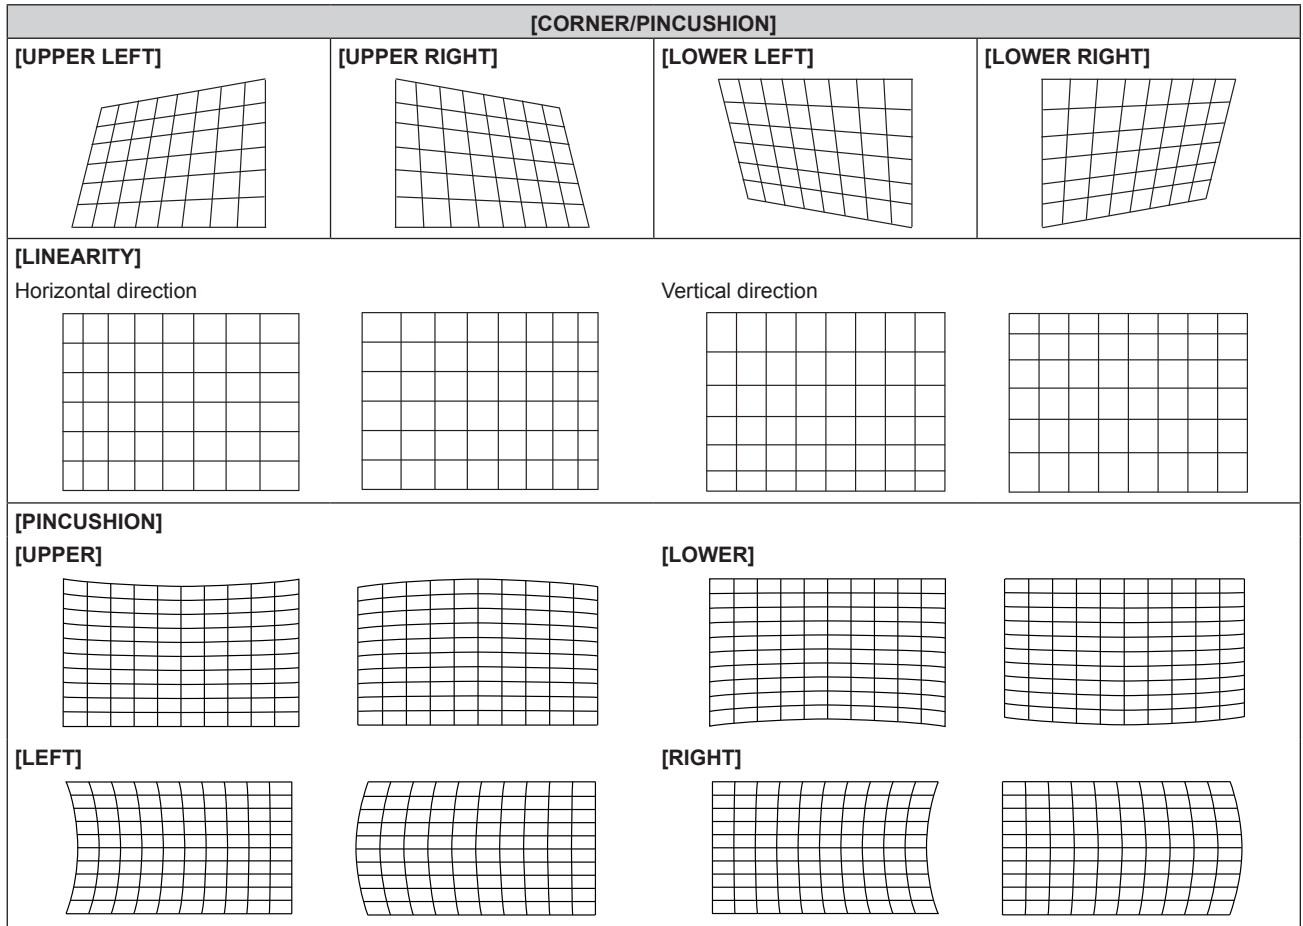 [CORNER/PINCUSHION]
[UPPER LEFT] [UPPER RIGHT] [LOWER LEFT] [LOWER RIGHT]
[LINEARITY]
Horizontal direction Vertical direction
[PINCUSHION]
[UPPER] [LOWER]
[LEFT] [RIGHT]